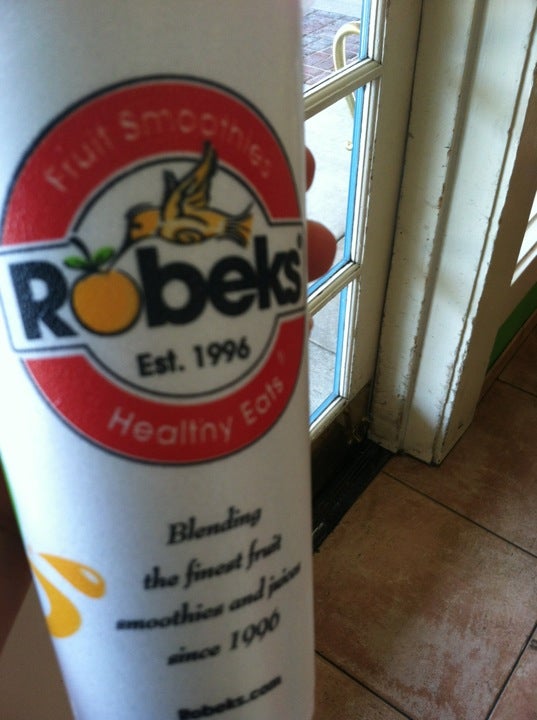 Fruit Smoothies
Robeks
Est. 1996
Healthy Eats
Blending
the finest fruit
smoothies and juices
since 1996
Robeks.com